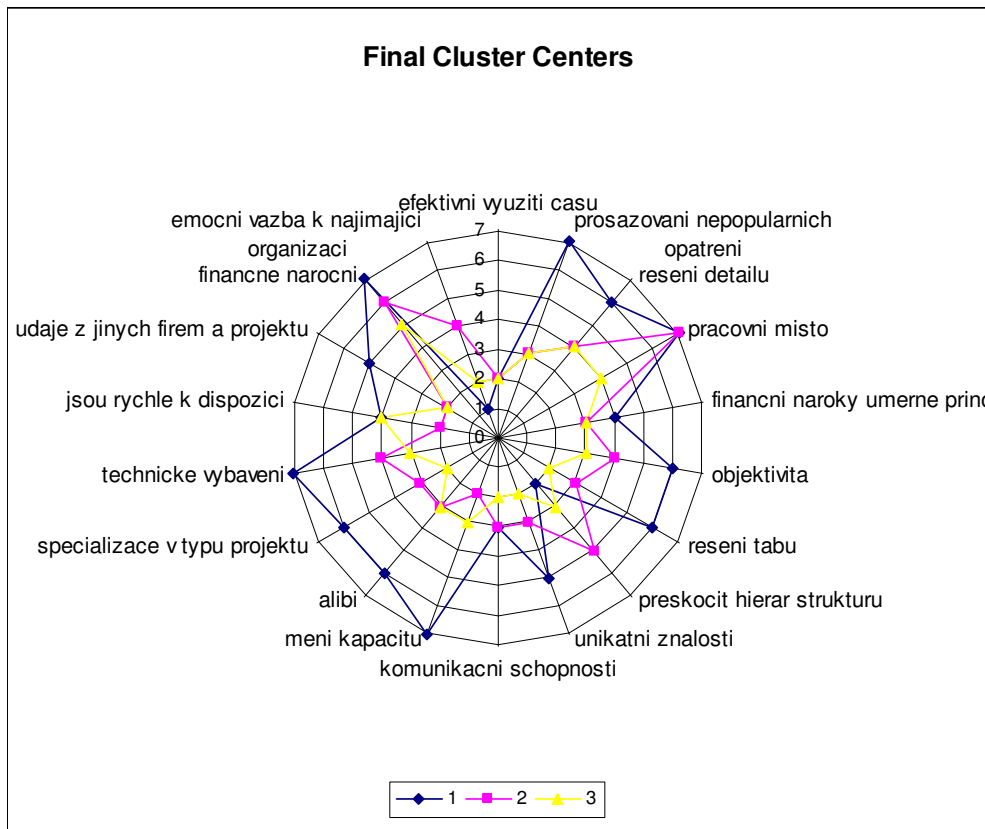 Final Cluster Centers
efektivni vyuziti casu
emocni vazba k najimajici
organizaci
prosazovani nepopularnich
opatreni
financne narocni
reseni detailu
udaje z jinych firem a projektu
pracovni misto
jsou rychle k dispozici
financni naroky umerne princ
technicke vybaveni
objektivita
specializace v typu projektu
reseni tabu
alibi
preskocit hierar strukturu
meni kapacitu
unikatni znalosti
komunikacni schopnosti
7
6
5
4
3
2
1
0
1 2 3